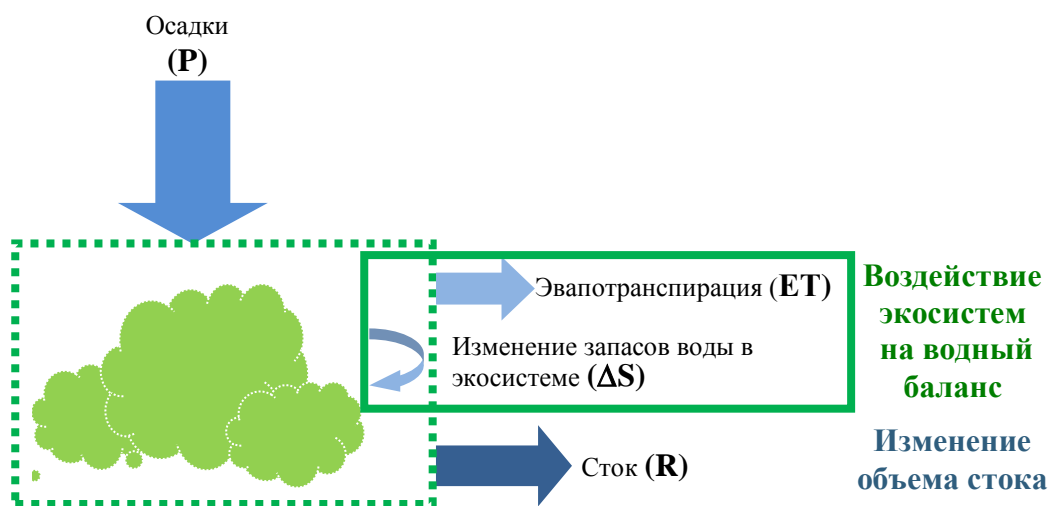 Осадки
(P)
Эвапотранспирация (ET)
Изменение запасов воды в
экосистеме (ΔS)
Воздействие
экосистем
на водный
баланс
Сток (R)
Изменение
объема стока